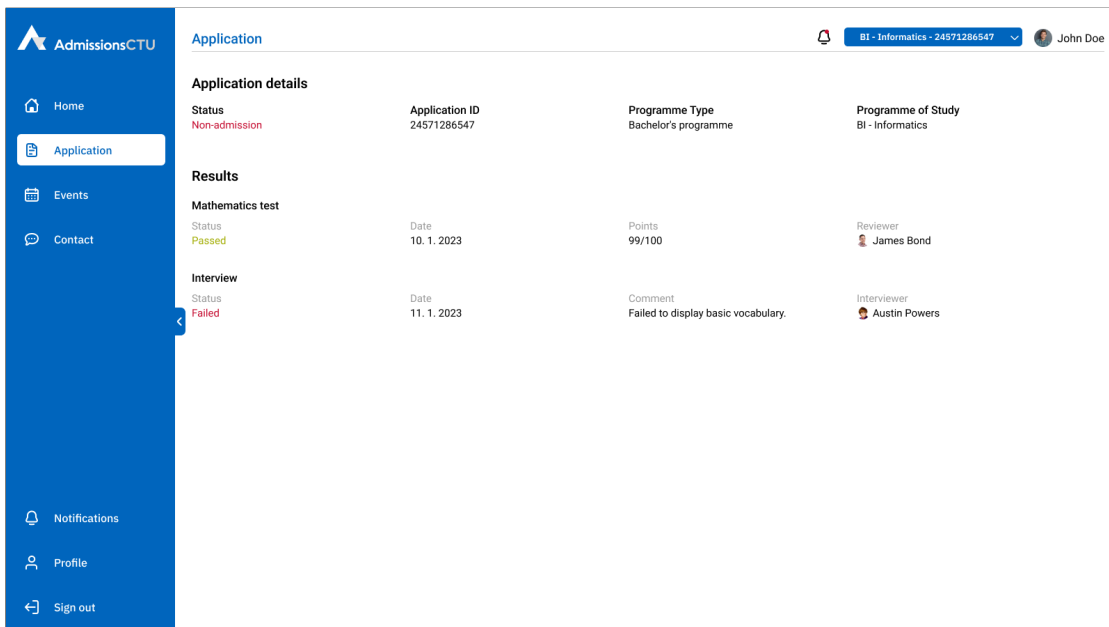 AdmissionsCTU
Application
BI - Informatics - 24571286547
John Doe
Home
Application
Events
Contact
Notifications
Profile
Sign out
Application details
Status Application ID Programme Type Programme of Study
Non-admission 24571286547 Bachelor's programme BI - Informatics
Results
Mathematics test
Status Date Points Reviewer
Passed 10. 1. 2023 99/100 James Bond
Interview
Status Date Comment Interviewer
Failed 11. 1. 2023 Failed to display basic vocabulary. Austin Powers